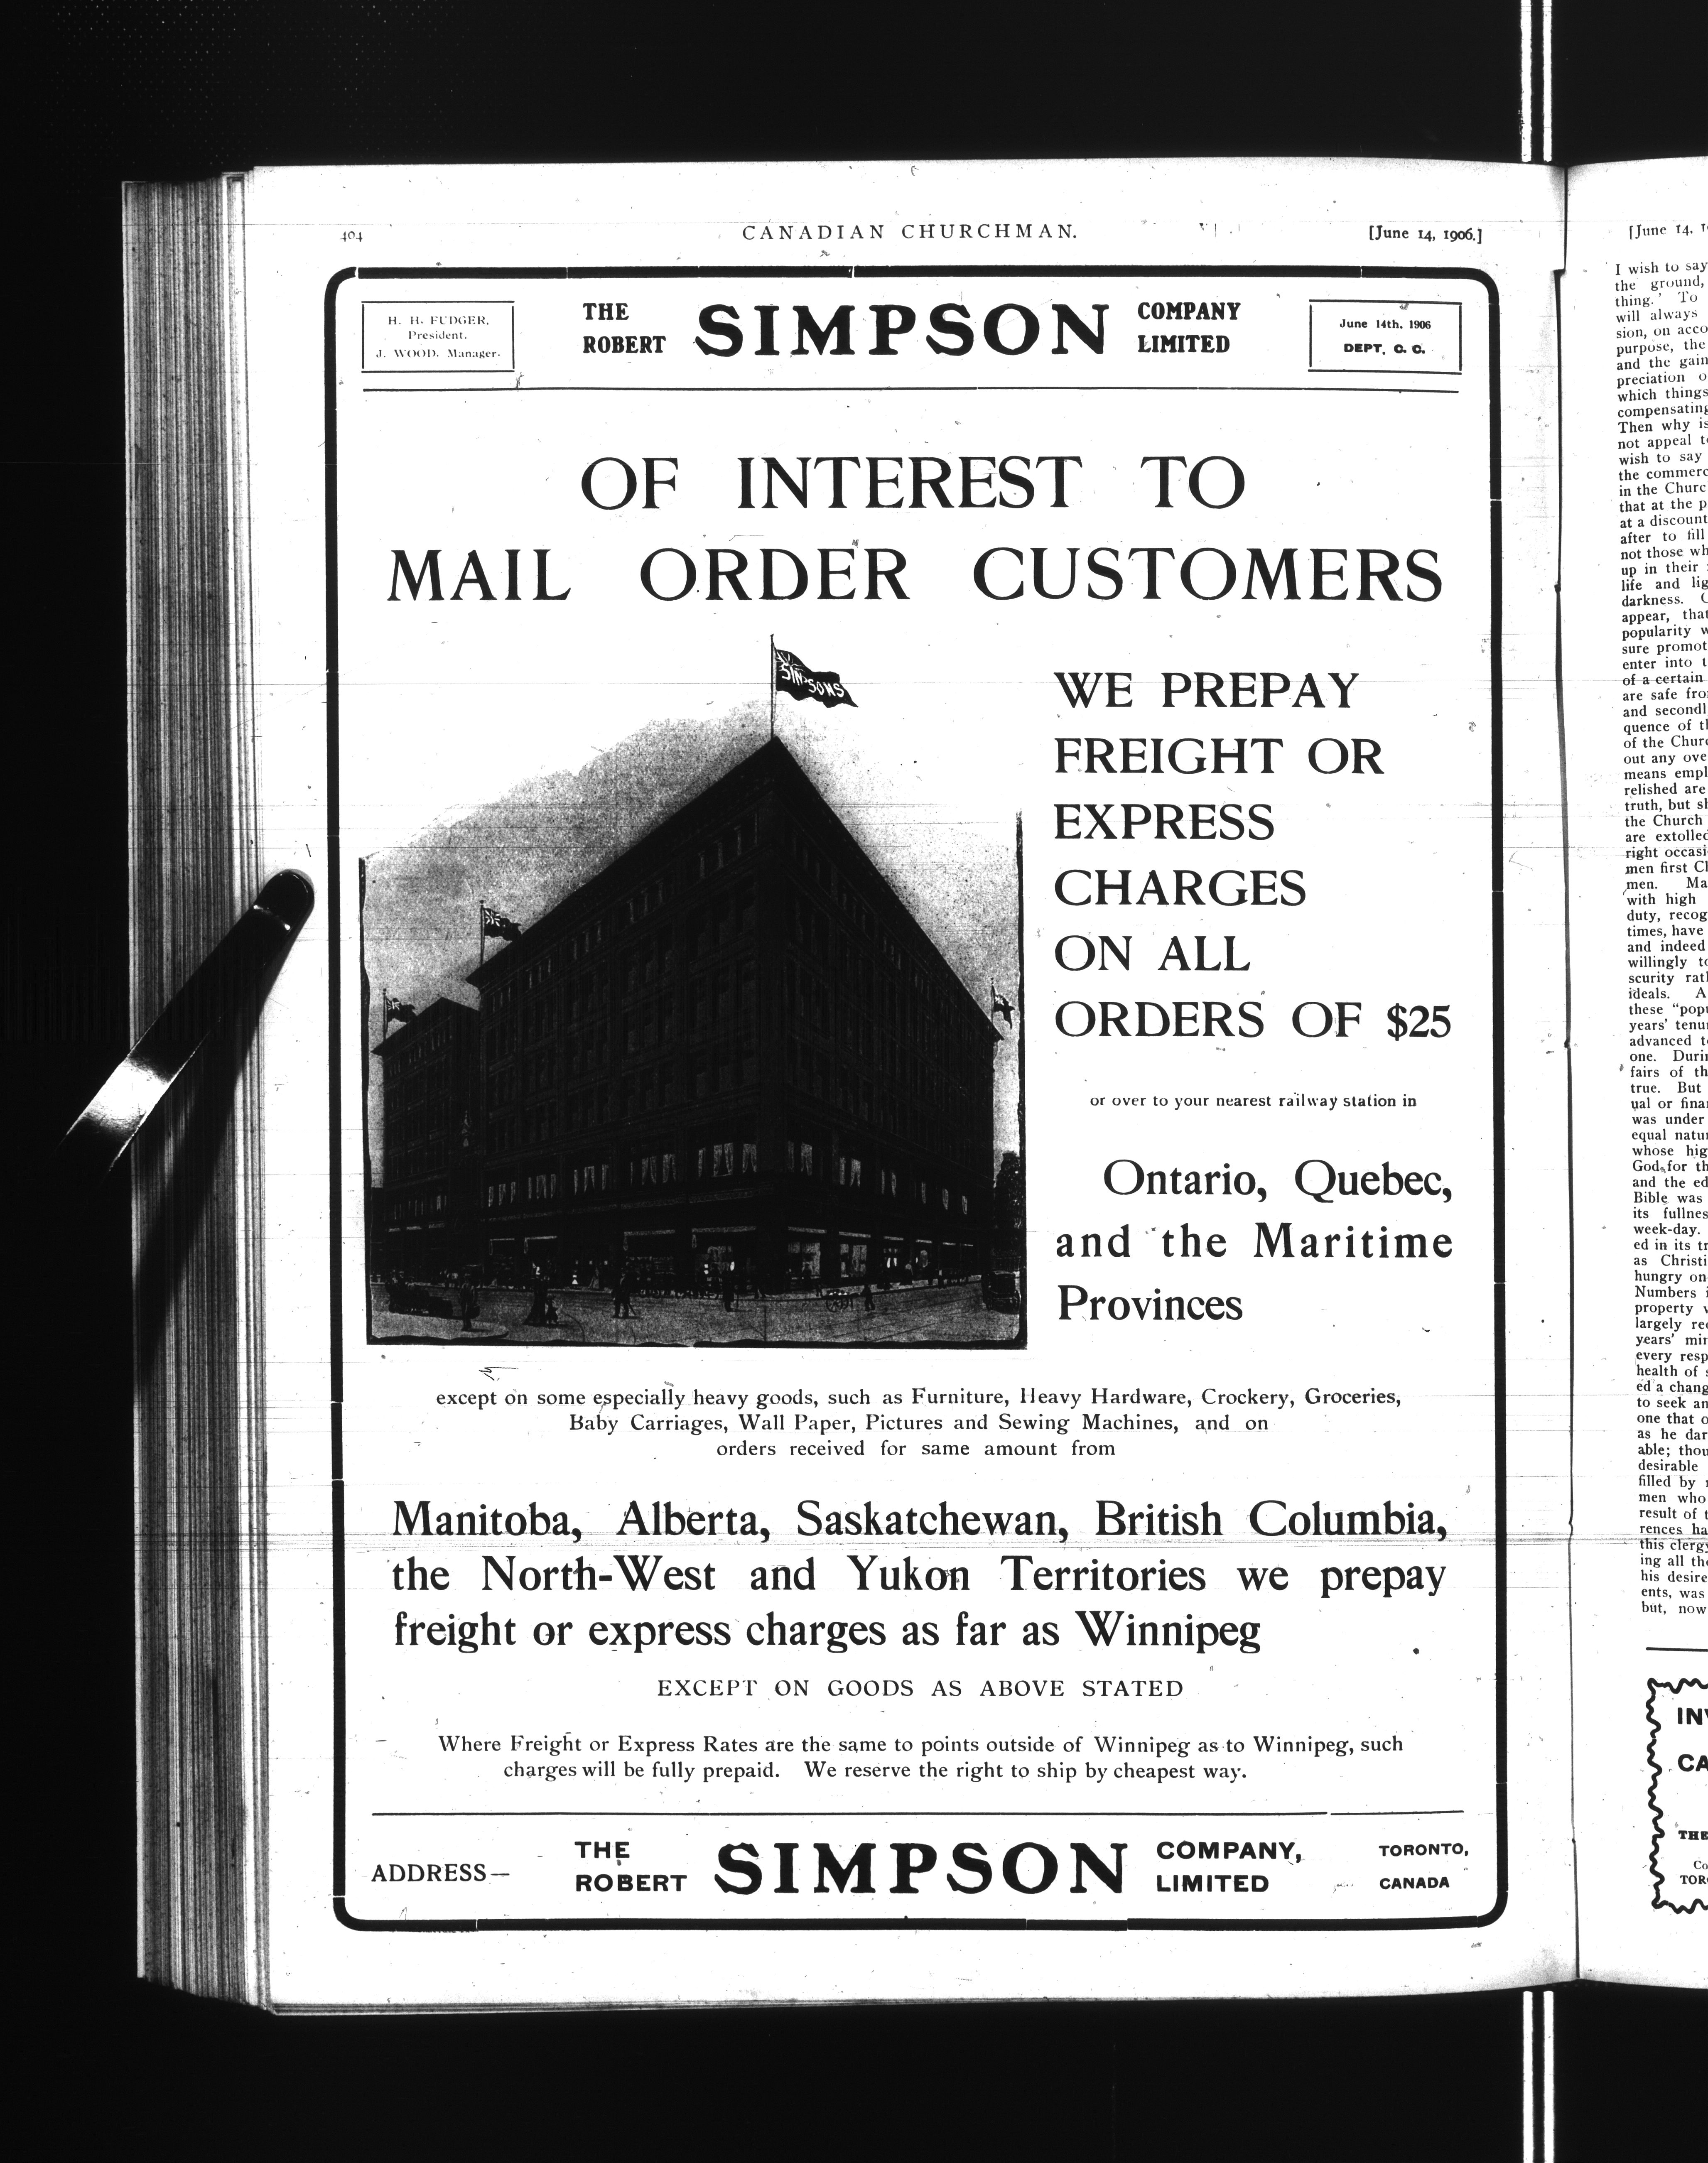 404
CANADIAN CHURCHMAN.
[June 14, 1906.]
H. H. FUDGER,
President.
J. WOOD, Manager.
THE
ROBERT
SIMPSON
COMPANY
LIMITED
June 14th, 1906
DEPT. C. C.
OF INTEREST TO
MAIL ORDER CUSTOMERS
SIMPSONS
WE PREPAY
FREIGHT OR
EXPRESS
CHARGES
ON ALL
ORDERS OF $25
or over to your nearest railway station in
Ontario, Quebec,
and the Maritime
Provinces
except on some especially heavy goods, such as Furniture, Heavy Hardware, Crockery, Groceries,
Baby Carriages, Wall Paper, Pictures and Sewing Machines, and on
orders received for same amount from
Manitoba, Alberta, Saskatchewan, British Columbia,
the North-West and Yukon Territories we prepay
freight or express charges as far as Winnipeg
EXCEPT ON GOODS AS ABOVE STATED
Where Freight or Express Rates are the same to points outside of Winnipeg as to Winnipeg, such
charges will be fully prepaid. We reserve the right to ship by cheapest way.
ADDRESS—
THE
ROBERT
SIMPSON
COMPANY,
LIMITED
TORONTO,
CANADA
[June 14,
I wish to say
the ground,
thing.' To
will always
sion, on acco
purpose, the
and the gain
preciation o
which things
compensating
Then why is
not appeal t
wish to say
the commerc
in the Churc
that at the p
at a discount
after to fill
not those wh
up in their
life and lig
darkness.
appear, that
popularity w
sure promot
enter into t
of a certain
are safe fro
and secondl
quence of th
of the Churc
out any ove
means empl
relished are
truth, but sh
the Church
are extolled
right occasi
men first Ch
men. Ma
with high
duty, recog
times, have
and indeed
willingly to
scurity rath
ideals. A
these "popu
years' tenu
advanced to
one. Durin
fairs of th
true. But
ual or finan
was under
equal natur
whose hig
God for th
and the ed
Bible was
its fullnes
week-day.
ed in its tr
as Christi
hungry on
Numbers i
property w
largely rec
years' min
every resp
health of s
ed a chang
to seek an
one that o
as he dar
able; thou
desirable
filled by
men who
result of t
rences ha
this clergy
ing all the
his desire
ents, was
but, now
INV
CA
THE
Co
TOR